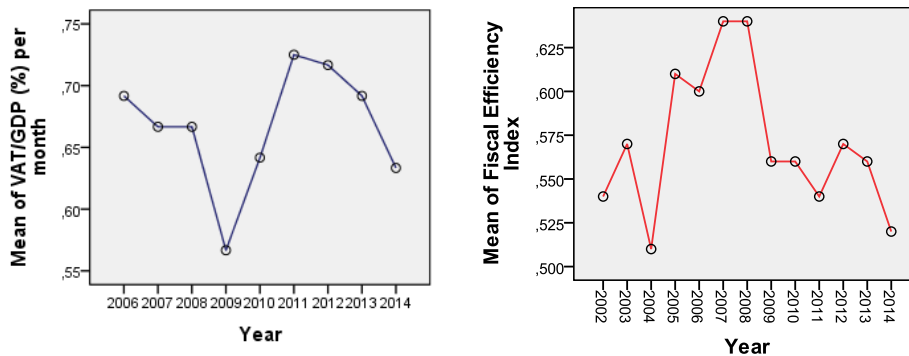 Mean of VAT/GDP (%) per
month
,75
,70
,65
,60
,55
2006 2007 2008 2009 2010 2011 2012 2013 2014
Year
Mean of Fiscal Efficiency
Index
,625
,600
,575
,550
,525
,500
2002 2003 2004 2005 2006 2007 2008 2009 2010 2011 2012 2013 2014
Year